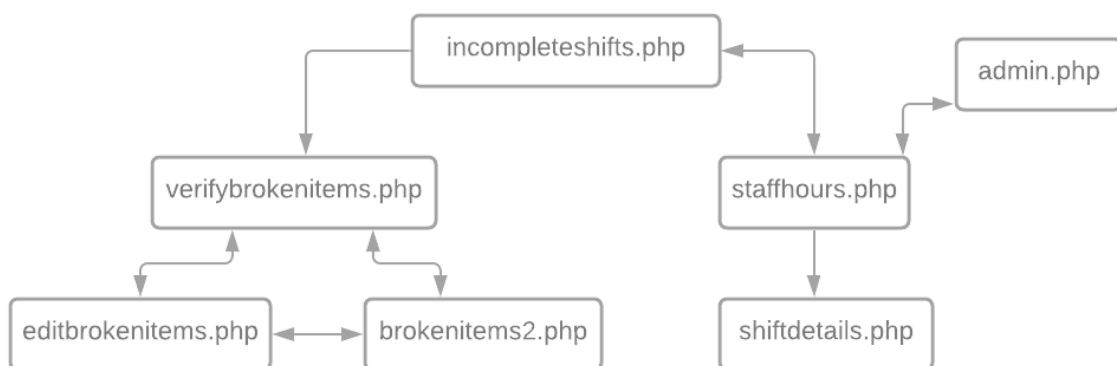 incompleteshifts.php
admin.php
verifybrokenitems.php
staffhours.php
editbrokenitems.php
brokenitems2.php
shiftdetails.php